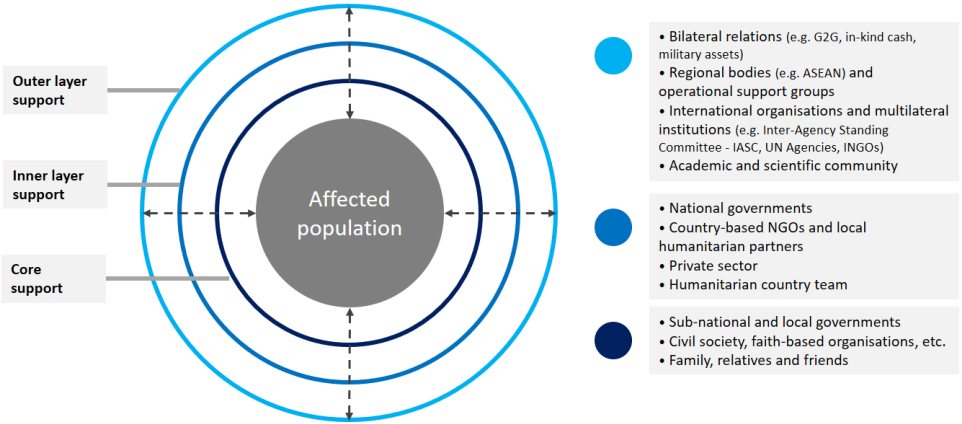 Outer layer
support
Inner layer
support
Core
support
Affected
population
• Bilateral relations (e.g. G2G, in-kind cash,
military assets)
• Regional bodies (e.g. ASEAN) and
operational support groups
• International organisations and multilateral
institutions (e.g. Inter-Agency Standing
Committee - IASC, UN Agencies, INGOs)
• Academic and scientific community
• National governments
• Country-based NGOs and local
humanitarian partners
• Private sector
• Humanitarian country team
• Sub-national and local governments
• Civil society, faith-based organisations, etc.
• Family, relatives and friends